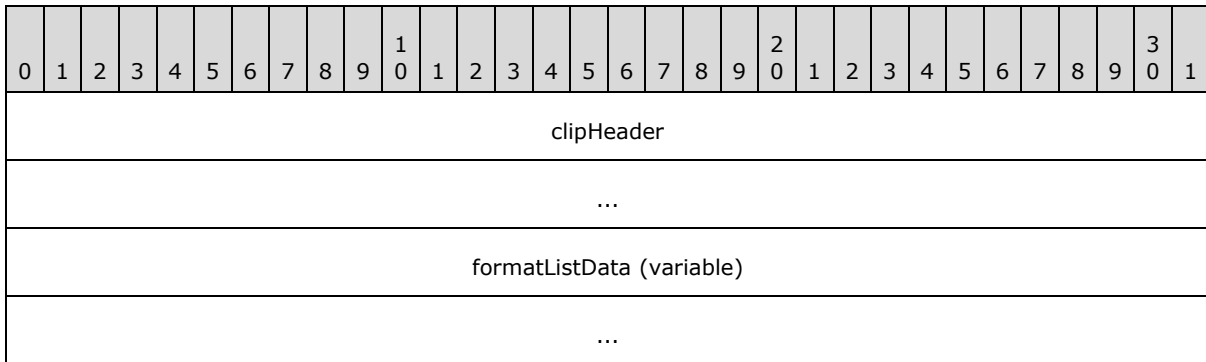 0 1 2 3 4 5 6 7 8 9 1 0 1 2 3 4 5 6 7 8 9 2 0 1 2 3 4 5 6 7 8 9 3 0 1
clipHeader
...
formatListData (variable)
...